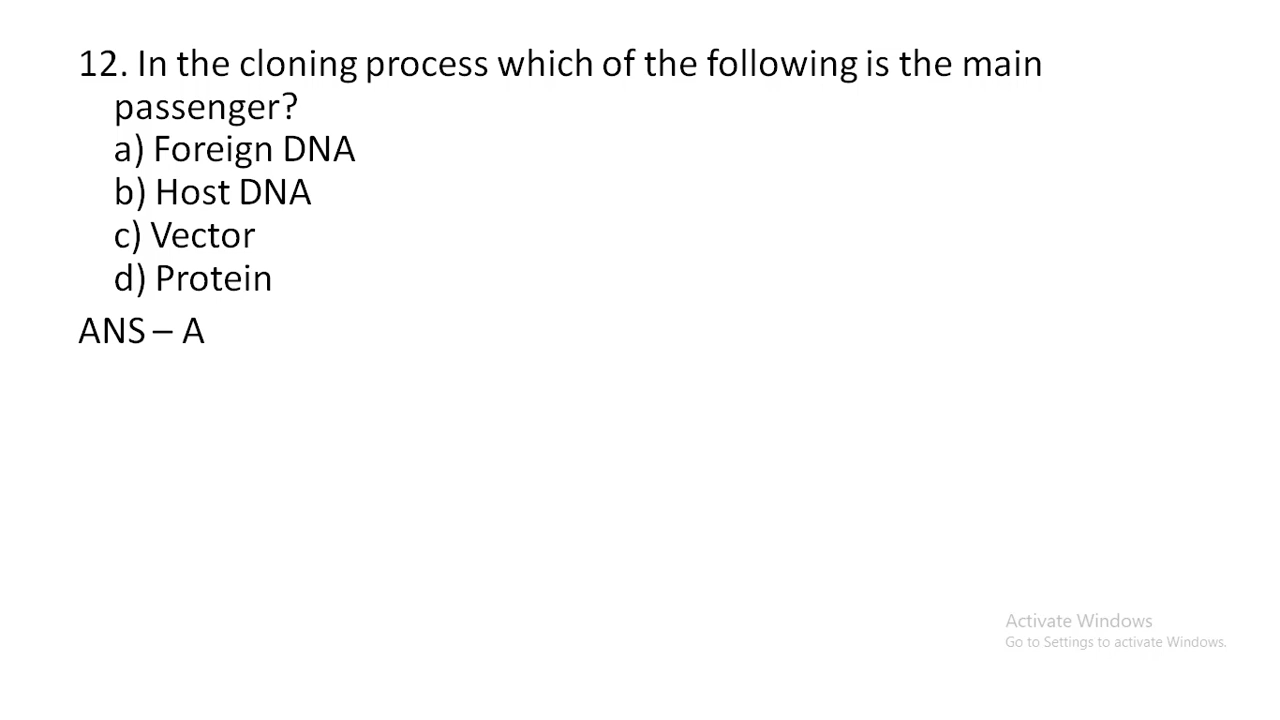 12. In the cloning process which of the following is the main
passenger?
a) Foreign DNA
b) Host DNA
c) Vector
d) Protein
ANS – A
Activate Windows
Go to Settings to activate Windows.